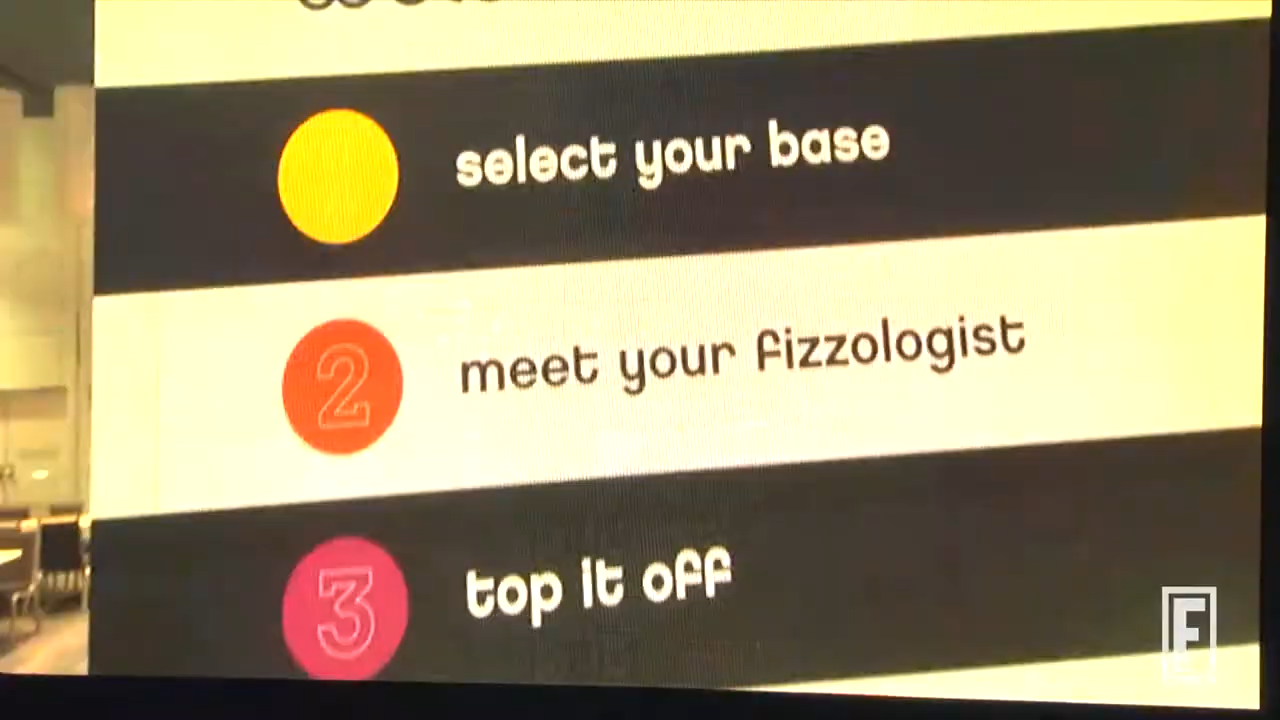 select your base
2 meet your fizzologist
3 top it off
F